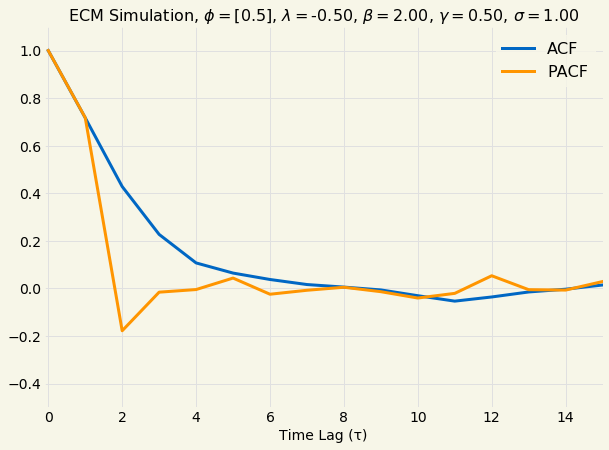 ECM Simulation, ϕ = [0.5], λ = -0.50, β = 2.00, γ = 0.50, σ = 1.00
ACF
PACF
1.0
0.8
0.6
0.4
0.2
0.0
−0.2
−0.4
0 2 4 6 8 10 12 14
Time Lag (τ)